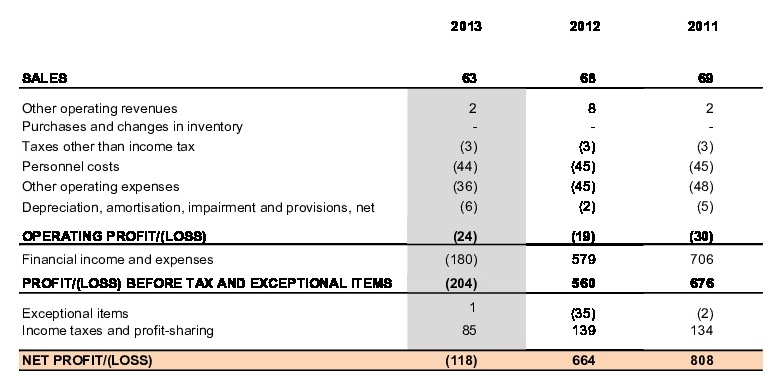 2013 2012 2011
SALES 63 68 69
Other operating revenues 2 8 2
Purchases and changes in inventory - - -
Taxes other than income tax (3) (3) (3)
Personnel costs (44) (45) (45)
Other operating expenses (36) (45) (48)
Depreciation, amortisation, impairment and provisions, net (6) (2) (5)
OPERATING PROFIT/(LOSS) (24) (19) (30)
Financial income and expenses (180) 579 706
PROFIT/(LOSS) BEFORE TAX AND EXCEPTIONAL ITEMS (204) 560 676
Exceptional items 1 (35) (2)
Income taxes and profit-sharing 85 139 134
NET PROFIT/(LOSS) (118) 664 808